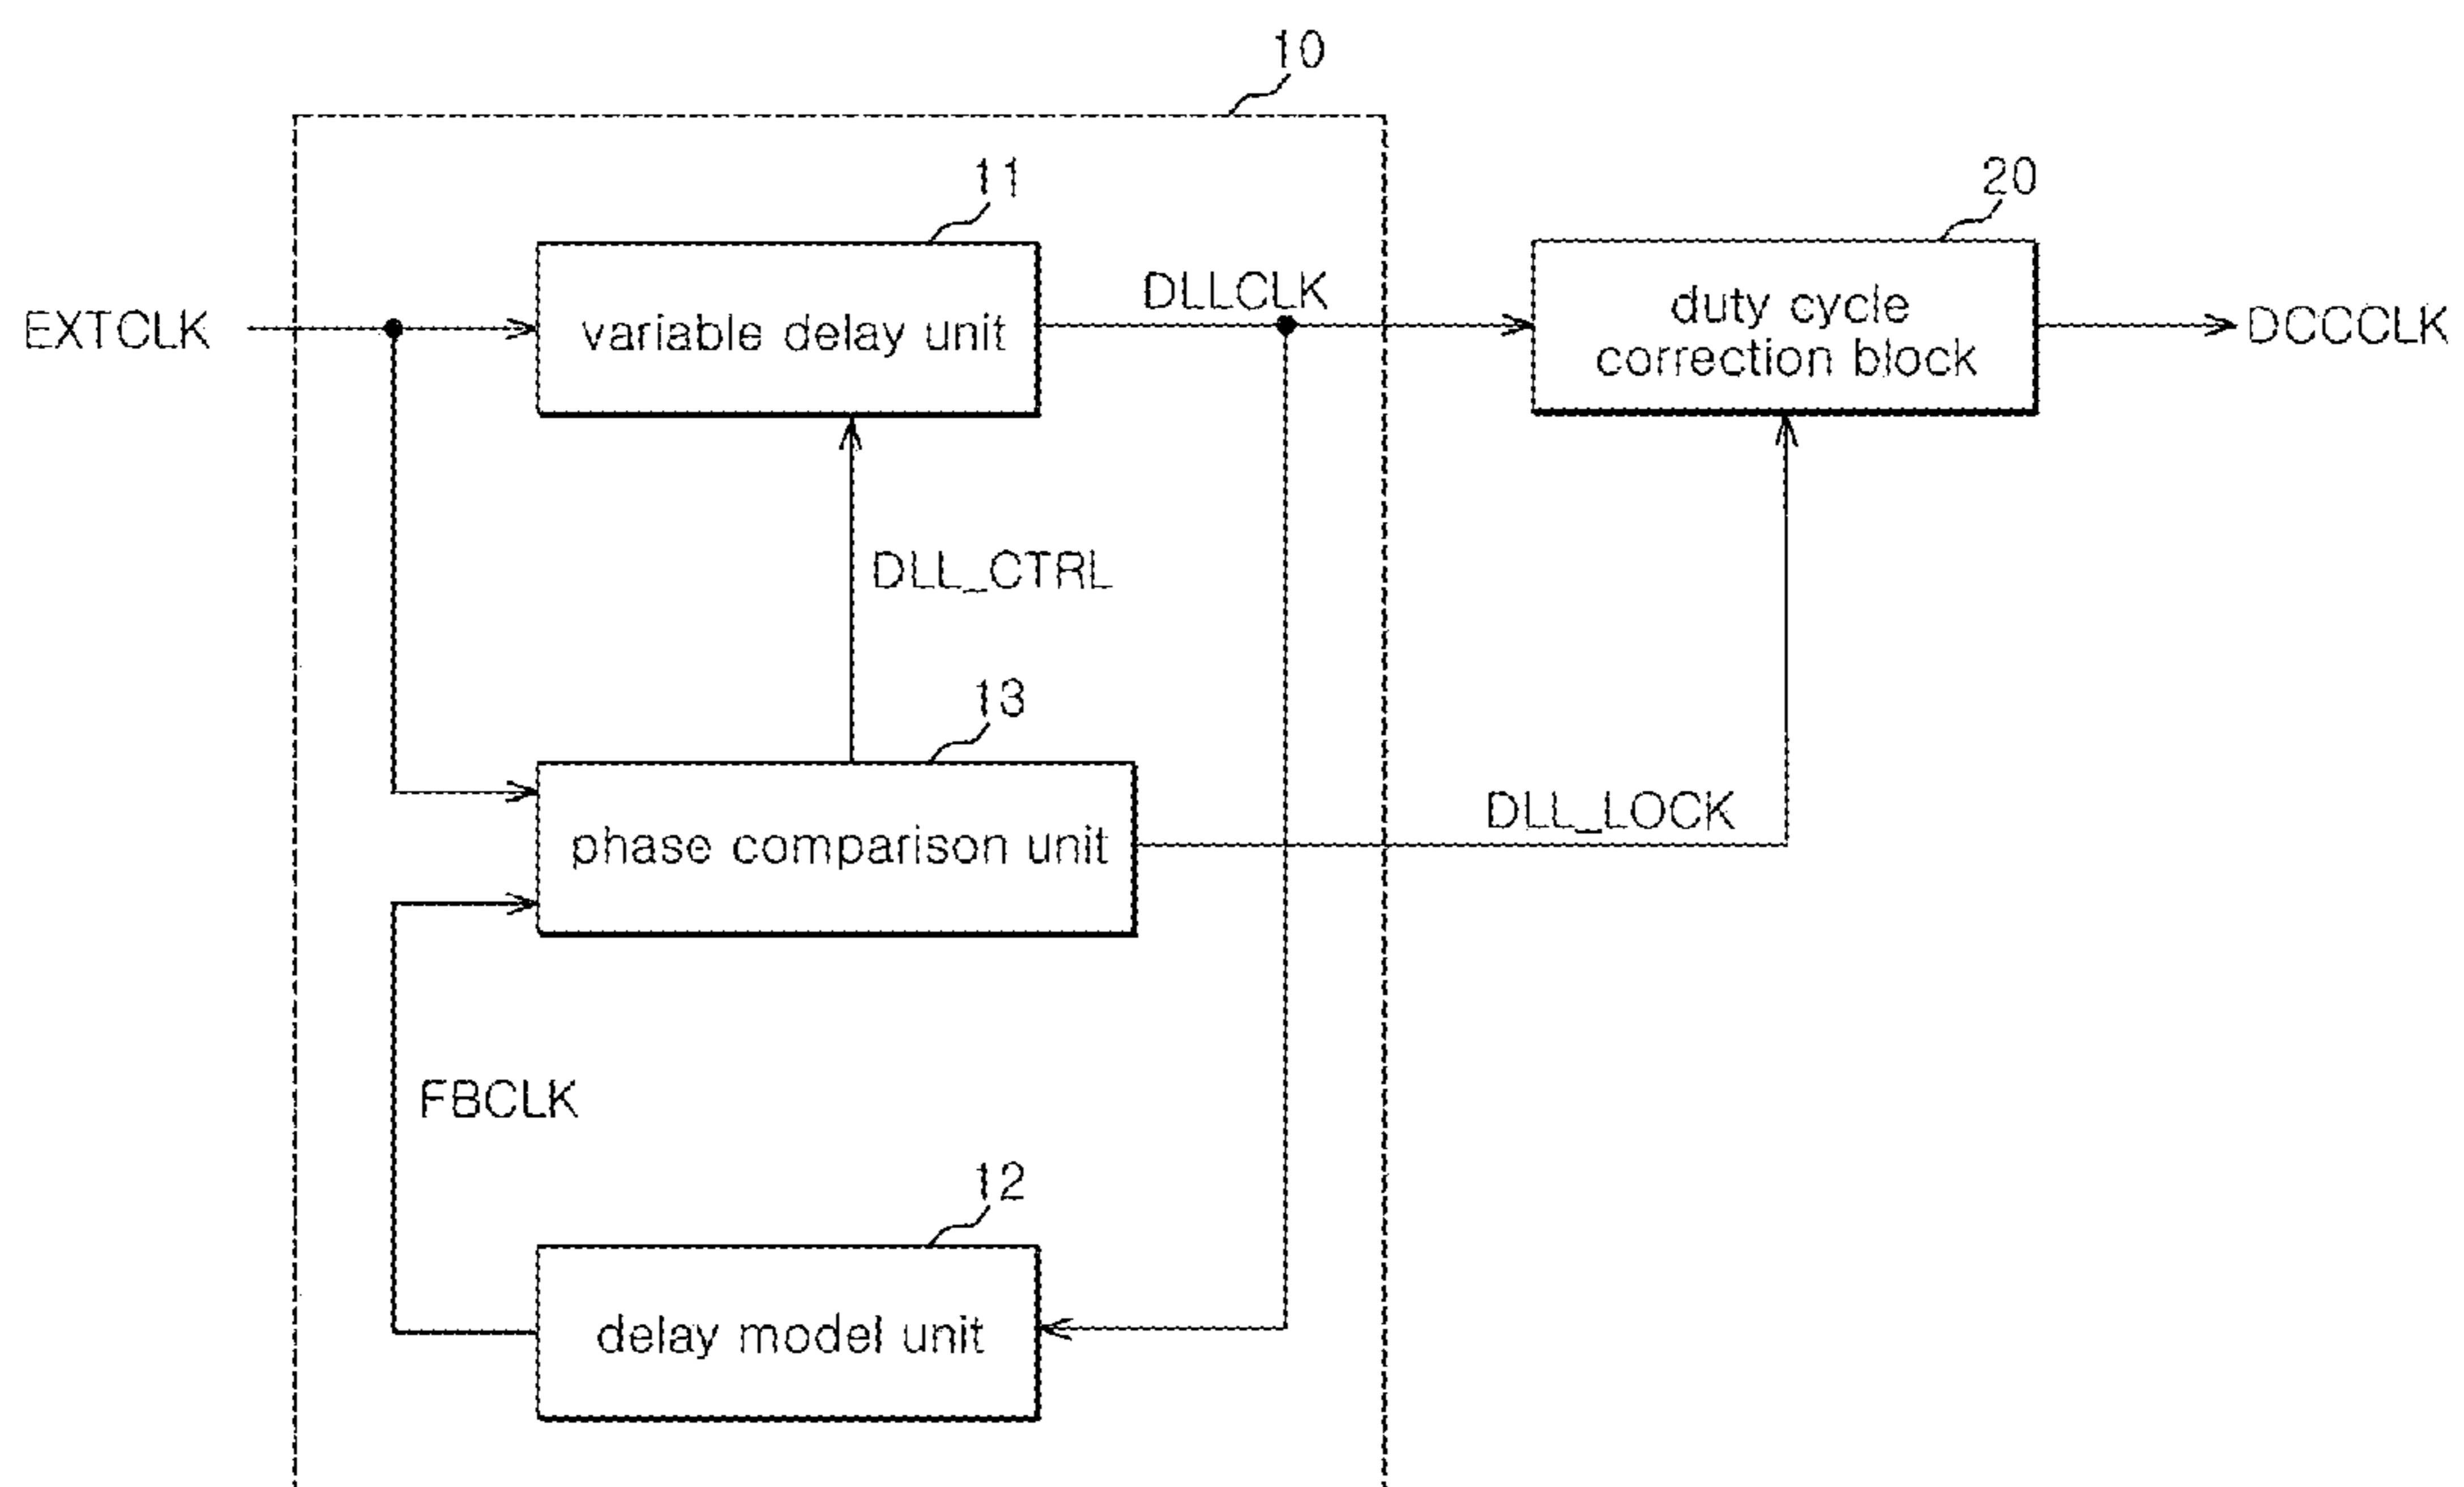 10
11
20
EXTCLK
variable delay unit
DLLCLK
duty cycle
correction block
DCCCLK
DLL_CTRL
13
phase comparison unit
DLL_LOCK
FBCLK
12
delay model unit